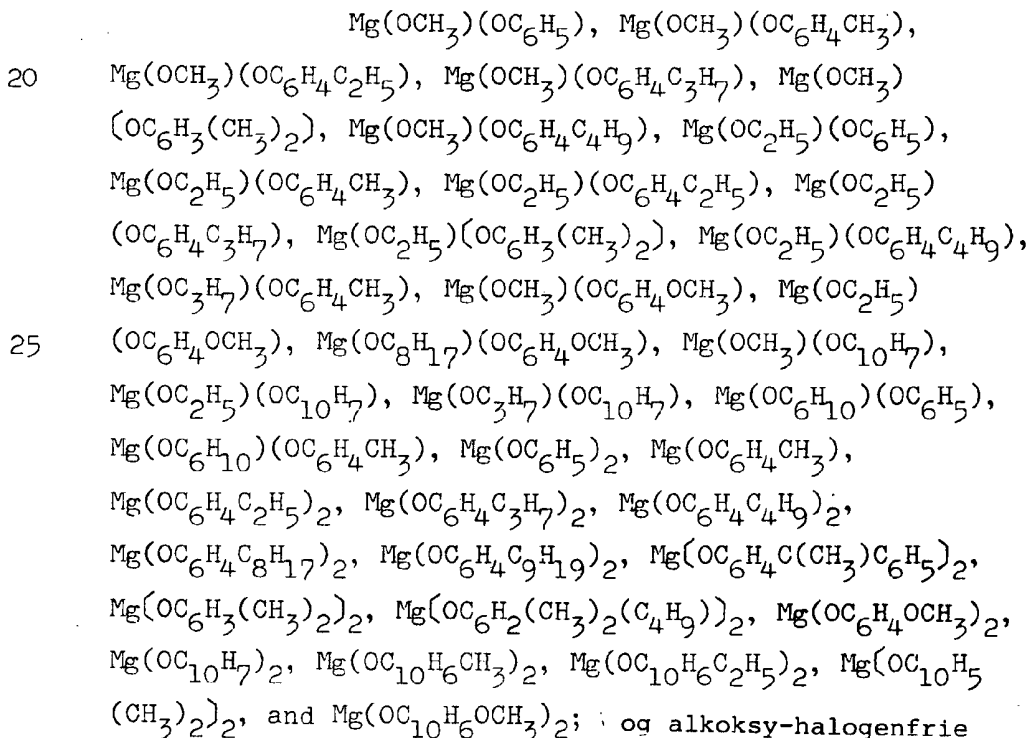 Mg(OCH₃)(OC₆H₅), Mg(OCH₃)(OC₆H₄CH₃),
20 Mg(OCH₃)(OC₆H₄C₂H₅), Mg(OCH₃)(OC₆H₄C₃H₇), Mg(OCH₃)
[OC₆H₃(CH₃)₂], Mg(OCH₃)(OC₆H₄C₄H₉), Mg(OC₂H₅)(OC₆H₅),
Mg(OC₂H₅)(OC₆H₄CH₃), Mg(OC₂H₅)(OC₆H₄C₂H₅), Mg(OC₂H₅)
(OC₆H₄C₃H₇), Mg(OC₂H₅)[OC₆H₃(CH₃)₂], Mg(OC₂H₅)(OC₆H₄C₄H₉),
Mg(OC₃H₇)(OC₆H₄CH₃), Mg(OCH₃)(OC₆H₄OCH₃), Mg(OC₂H₅)
25 (OC₆H₄OCH₃), Mg(OC₈H₁₇)(OC₆H₄OCH₃), Mg(OCH₃)(OC₁₀H₇),
Mg(OC₂H₅)(OC₁₀H₇), Mg(OC₃H₇)(OC₁₀H₇), Mg(OC₆H₁₀)(OC₆H₅),
Mg(OC₆H₁₀)(OC₆H₄CH₃), Mg(OC₆H₅)₂, Mg(OC₆H₄CH₃),
Mg(OC₆H₄C₂H₅)₂, Mg(OC₆H₄C₃H₇)₂, Mg(OC₆H₄C₄H₉)₂,
Mg(OC₆H₄C₈H₁₇)₂, Mg(OC₆H₄C₉H₁₉)₂, Mg[OC₆H₄C(CH₃)C₆H₅]₂,
Mg[OC₆H₃(CH₃)₂]₂, Mg[OC₆H₂(CH₃)₂(C₄H₉)]₂, Mg(OC₆H₄OCH₃)₂,
Mg(OC₁₀H₇)₂, Mg(OC₁₀H₆CH₃)₂, Mg(OC₁₀H₆C₂H₅)₂, Mg[OC₁₀H₅
(CH₃)₂]₂, and Mg(OC₁₀H₆OCH₃)₂; og alkoksy-halogenfrie